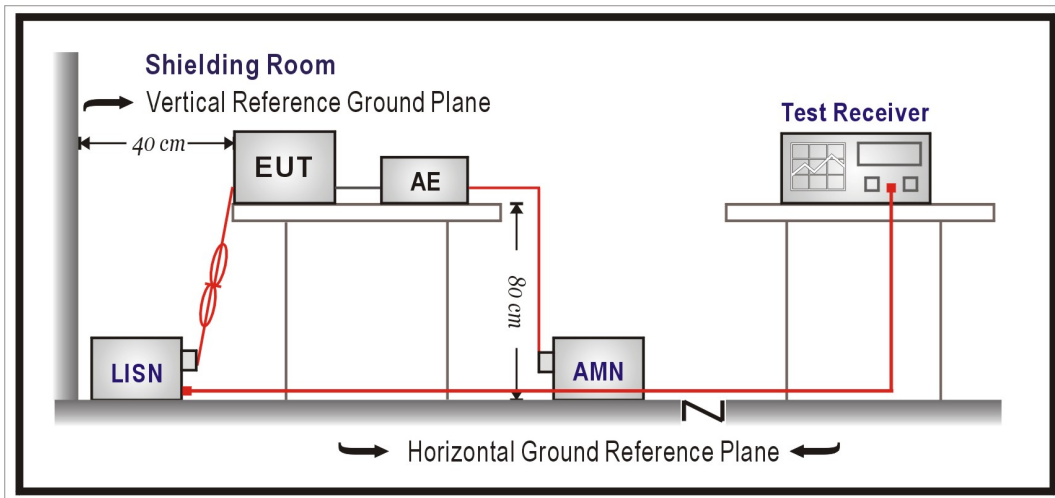 Shielding Room
Vertical Reference Ground Plane
Test Receiver
40 cm
EUT
AE
80 cm
LISN
AMN
Horizontal Ground Reference Plane